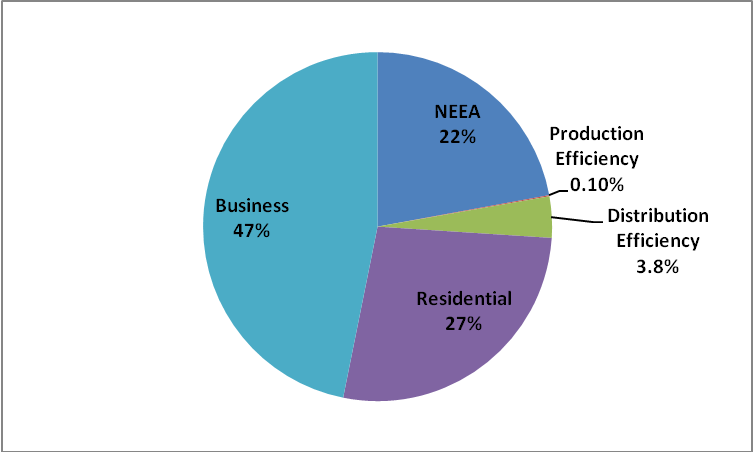 NEEA
22%
Production
Efficiency
0.10%
Distribution
Efficiency
3.8%
Residential
27%
Business
47%